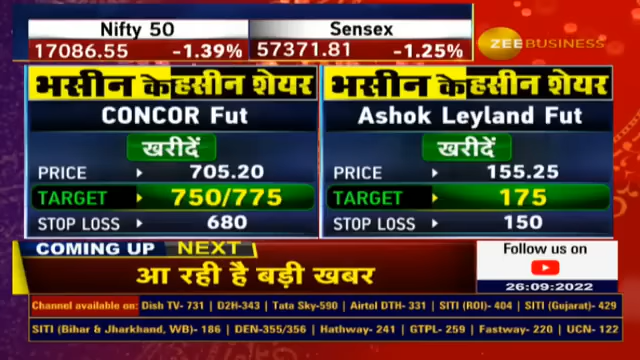 Nifty 50
17086.55 -1.39%
Sensex
57371.81 -1.25%
ZEE BUSINESS
भसीन के हसीन शेयर
CONCOR Fut
खरीदें
PRICE 705.20
TARGET 750/775
STOP LOSS 680
भसीन के हसीन शेयर
Ashok Leyland Fut
खरीदें
PRICE 155.25
TARGET 175
STOP LOSS 150
COMING UP NEXT
आ रही है बड़ी खबर
Follow us on
26:09:2022
Channel available on: Dish TV- 731 | D2H-343 | Tata Sky-590 | Airtel DTH- 331 | SITI (ROI)- 404 | SITI (Gujarat)- 429
SITI (Bihar & Jharkhand, WB)- 186 | DEN-355/356 | Hathway- 241 | GTPL- 259 | Fastway- 220 | UCN- 122